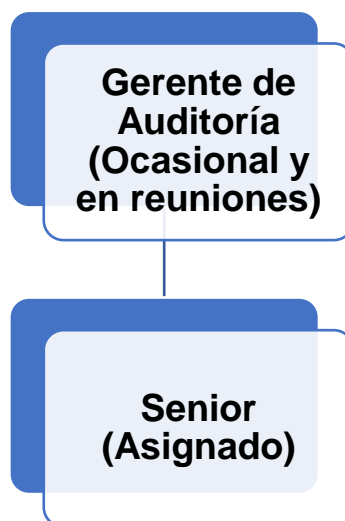 Gerente de
Auditoría
(Ocasional y
en reuniones)
Senior
(Asignado)